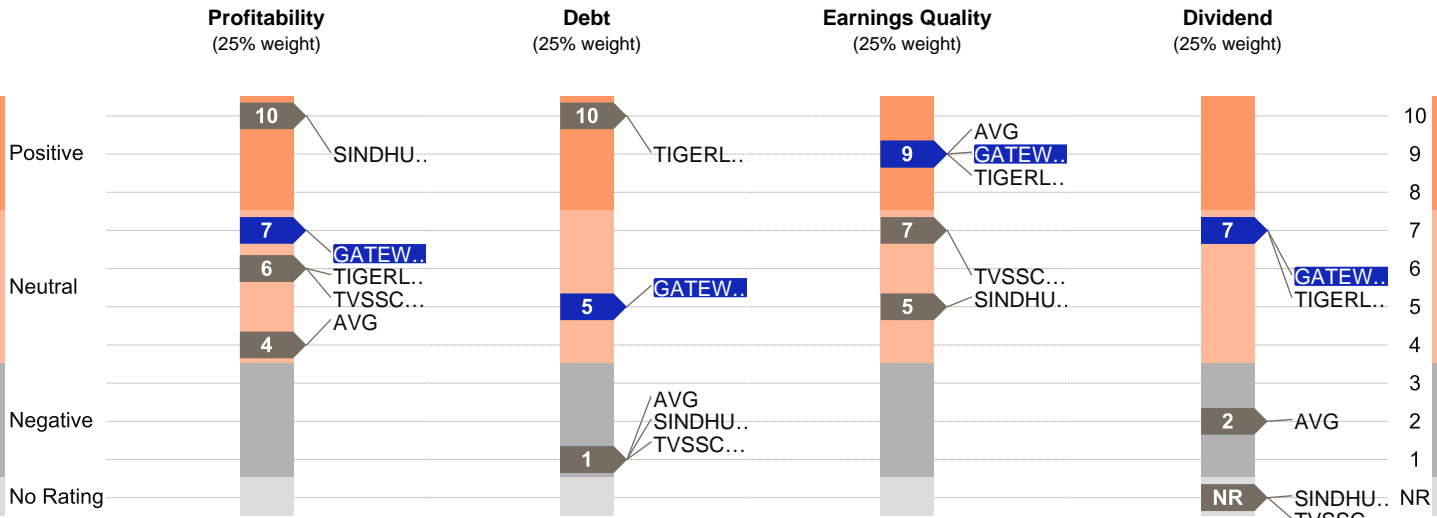 Profitability Debt Earnings Quality Dividend
(25% weight) (25% weight) (25% weight) (25% weight)
10 10 10
AVG
Positive SINDHU.. TIGERL.. 9 GATEW.. 9
TIGERL..
8
7 7 7 7
GATEW..
6 TIGERL.. TVSSC... GATEW.. 6
Neutral TVSSC... GATEW.. SINDHU.. TIGERL..
5 5 5
AVG
4 4
3
AVG
Negative SINDHU.. 2 AVG 2
TVSSC...
1 1
No Rating NR SINDHU.. NR